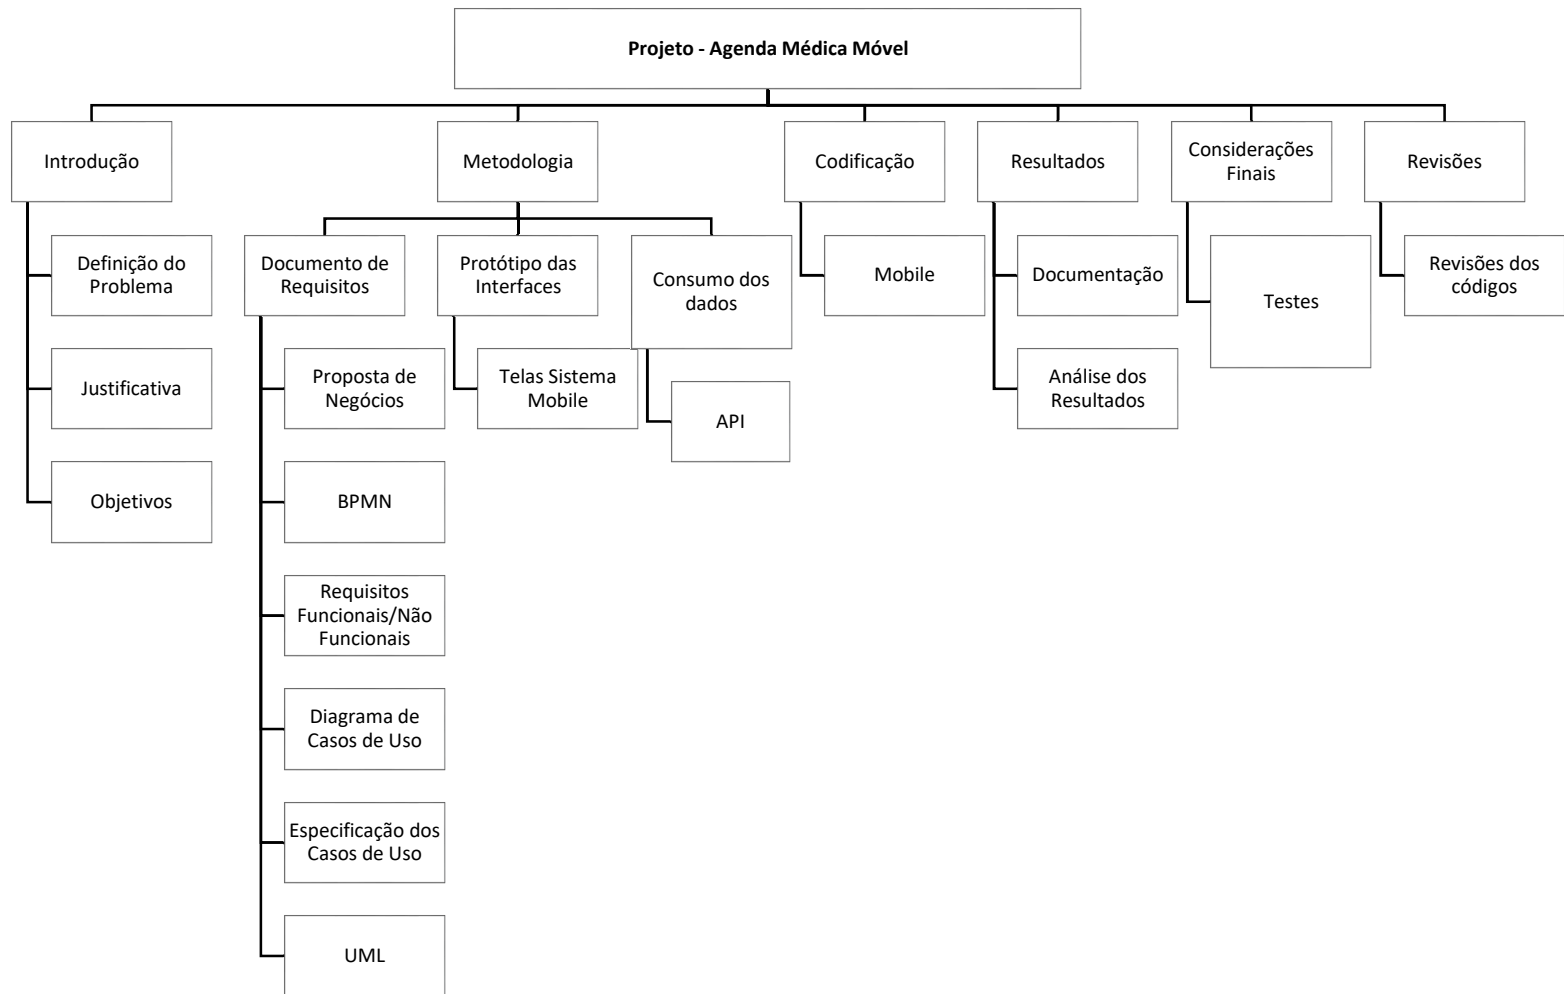 Projeto - Agenda Médica Móvel
Introdução
Metodologia
Codificação
Resultados
Considerações
Finais
Revisões
Definição do
Problema
Justificativa
Objetivos
Documento de
Requisitos
Proposta de
Negócios
BPMN
Requisitos
Funcionais/Não
Funcionais
Diagrama de
Casos de Uso
Especificação dos
Casos de Uso
UML
Protótipo das
Interfaces
Telas Sistema
Mobile
Consumo dos
dados
API
Mobile
Documentação
Análise dos
Resultados
Testes
Revisões dos
códigos